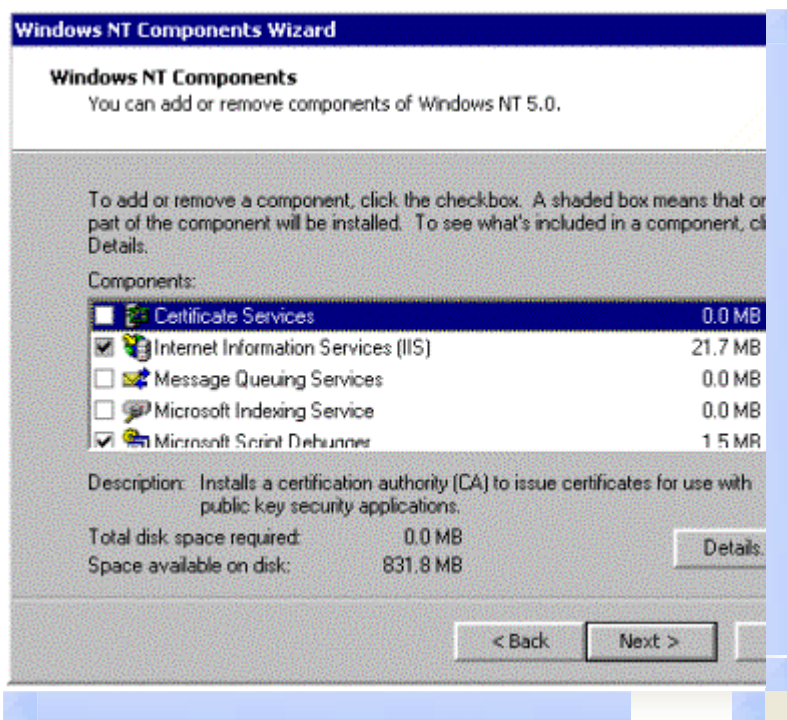 Windows NT Components Wizard
Windows NT Components
You can add or remove components of Windows NT 5.0.
To add or remove a component, click the checkbox. A shaded box means that or
part of the component will be installed. To see what's included in a component, cli
Details.
Components:
Certificate Services 0.0 MB
Internet Information Services (IIS) 21.7 MB
Message Queuing Services 0.0 MB
Microsoft Indexing Service 0.0 MB
Microsoft Script Debugger 1.5 MB
Description: Installs a certification authority (CA) to issue certificates for use with
public key security applications.
Total disk space required: 0.0 MB
Space available on disk: 831.8 MB
Details.
< Back Next >